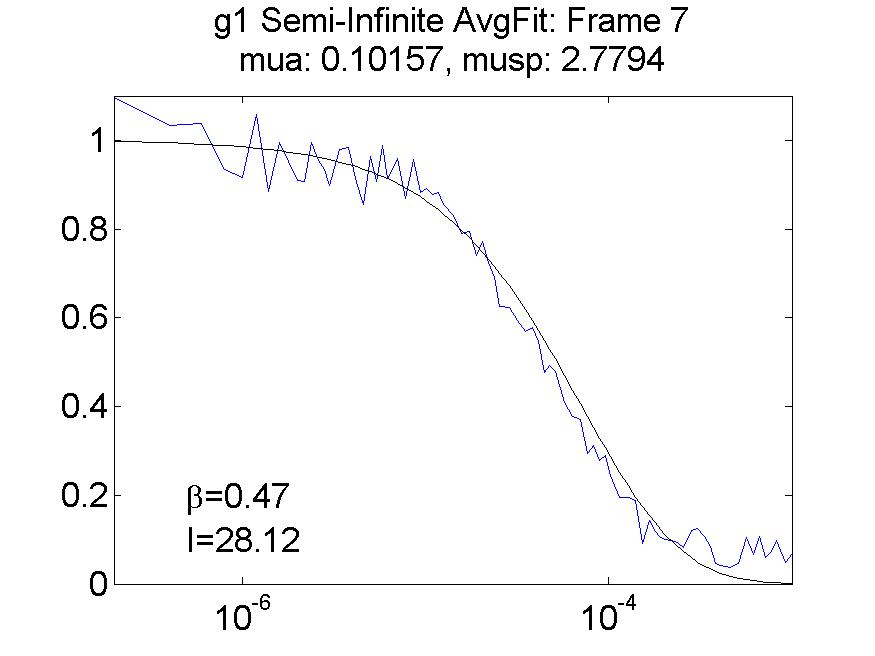 g1 Semi-Infinite AvgFit: Frame 7
mua: 0.10157, musp: 2.7794
1
0.8
0.6
0.4
0.2
0
β=0.47
I=28.12
10^-6
10^-4